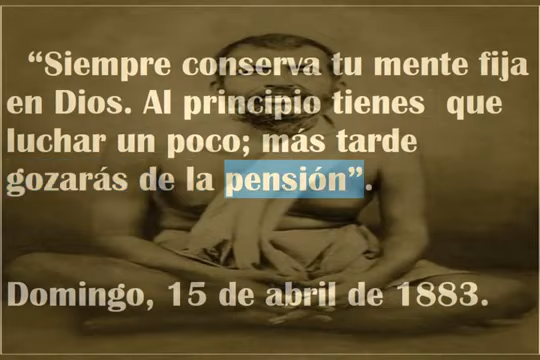 “Siempre conserva tu mente fija
en Dios. Al principio tienes que
luchar un poco; más tarde
gozarás de la pensión”.
Domingo, 15 de abril de 1883.